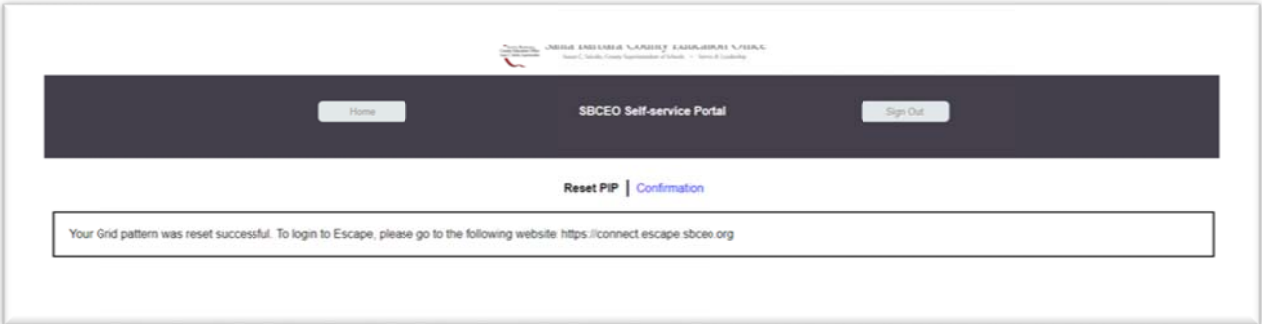 Santa Barbara County Education Office
Home
SBCEO Self-service Portal
Sign Out
Reset PIP | Confirmation
Your Grid pattern was reset successful. To login to Escape, please go to the following website: https://connect.escape.sbceo.org